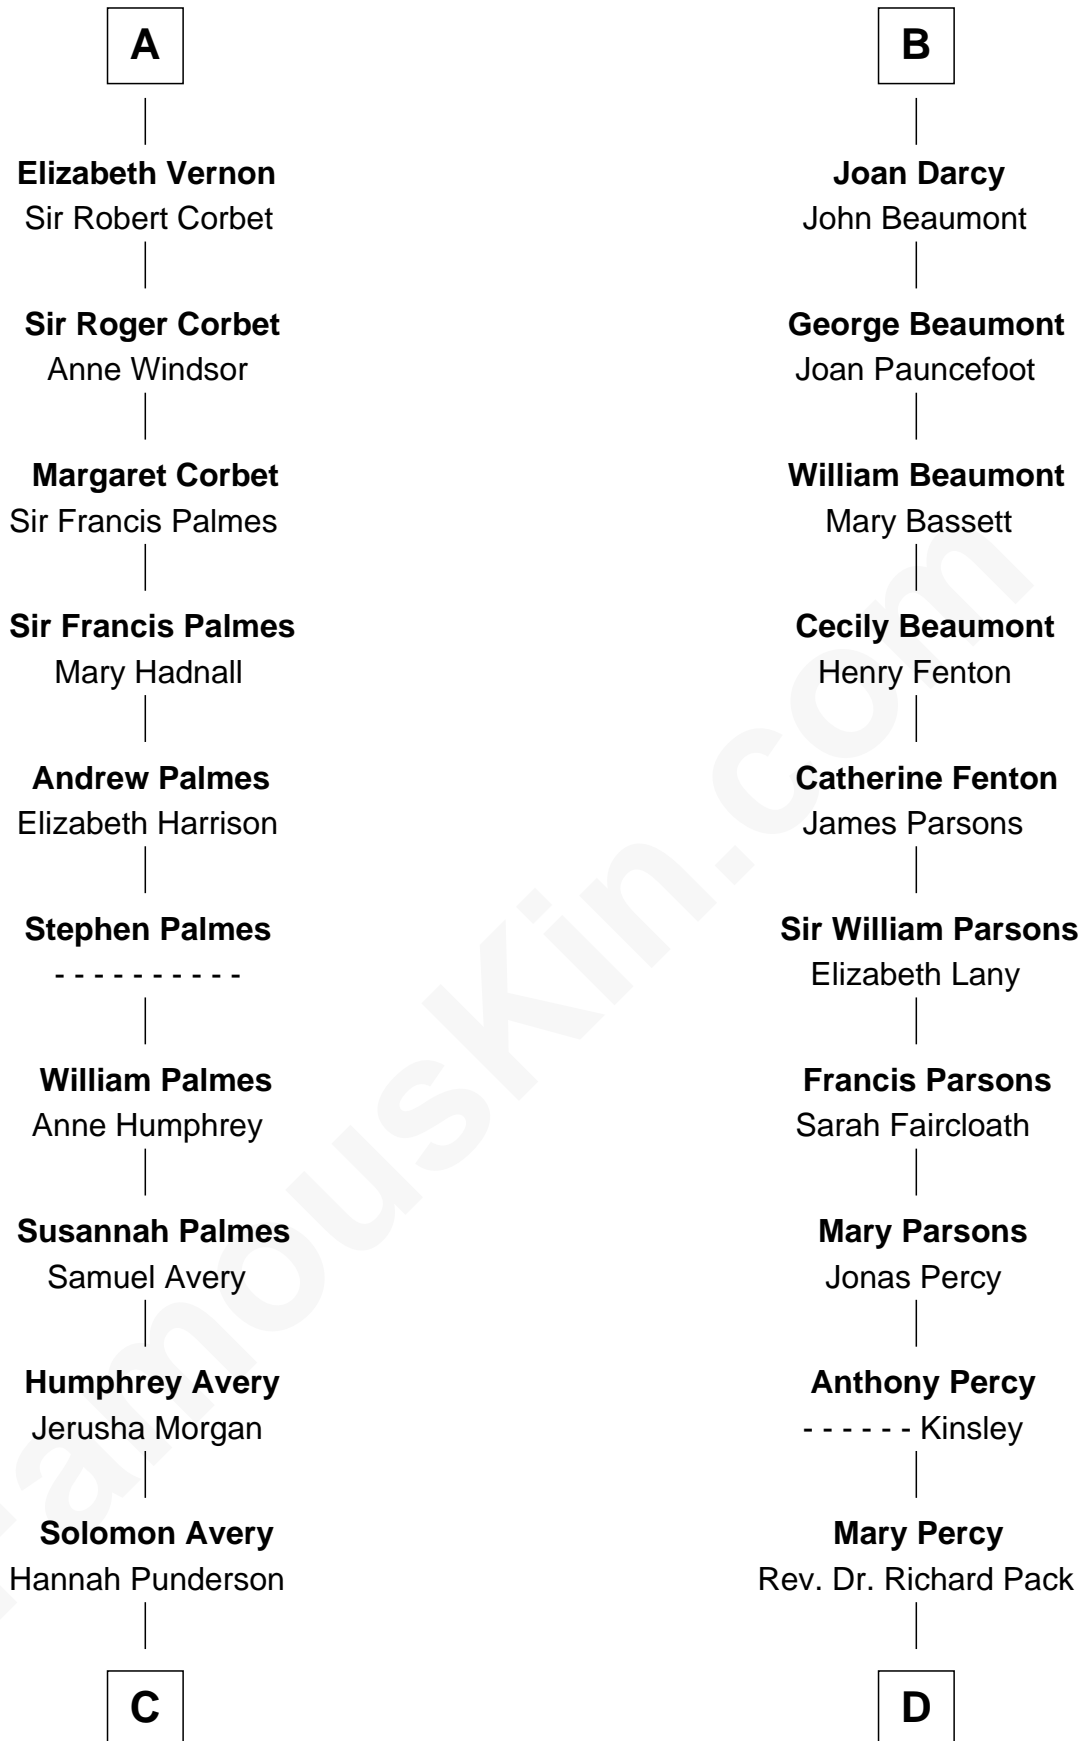 A
Elizabeth Vernon
Sir Robert Corbet
Sir Roger Corbet
Anne Windsor
Margaret Corbet
Sir Francis Palmes
Sir Francis Palmes
Mary Hadnall
Andrew Palmes
Elizabeth Harrison
Stephen Palmes
- - - - - - - - - -
William Palmes
Anne Humphrey
Susannah Palmes
Samuel Avery
Humphrey Avery
Jerusha Morgan
Solomon Avery
Hannah Punderson
C
B
Joan Darcy
John Beaumont
George Beaumont
Joan Pauncefoot
William Beaumont
Mary Bassett
Cecily Beaumont
Henry Fenton
Catherine Fenton
James Parsons
Sir William Parsons
Elizabeth Lany
Francis Parsons
Sarah Faircloath
Mary Parsons
Jonas Percy
Anthony Percy
- - - - - - Kinsley
Mary Percy
Rev. Dr. Richard Pack
D
FamousKin.com